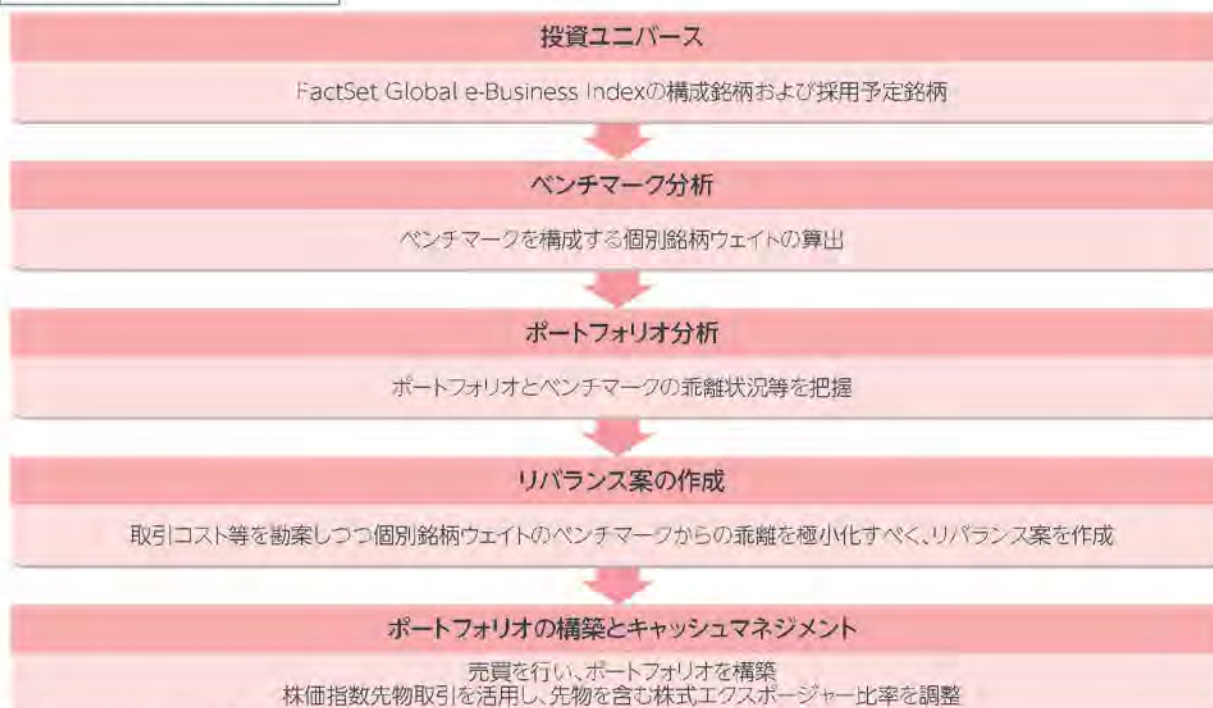 投資ユニバース
FactSet Global e-Business Indexの構成銘柄および採用予定銘柄
ベンチマーク分析
ベンチマークを構成する個別銘柄ウェイトの算出
ポートフォリオ分析
ポートフォリオとベンチマークの乖離状況等を把握
リバランス案の作成
取引コスト等を勘案しつつ個別銘柄ウェイトのベンチマークからの乖離を極小化すべく、リバランス案を作成
ポートフォリオの構築とキャッシュマネジメント
売買を行い、ポートフォリオを構築
株価指数先物取引を活用し、先物を含む株式エクスポージャー比率を調整